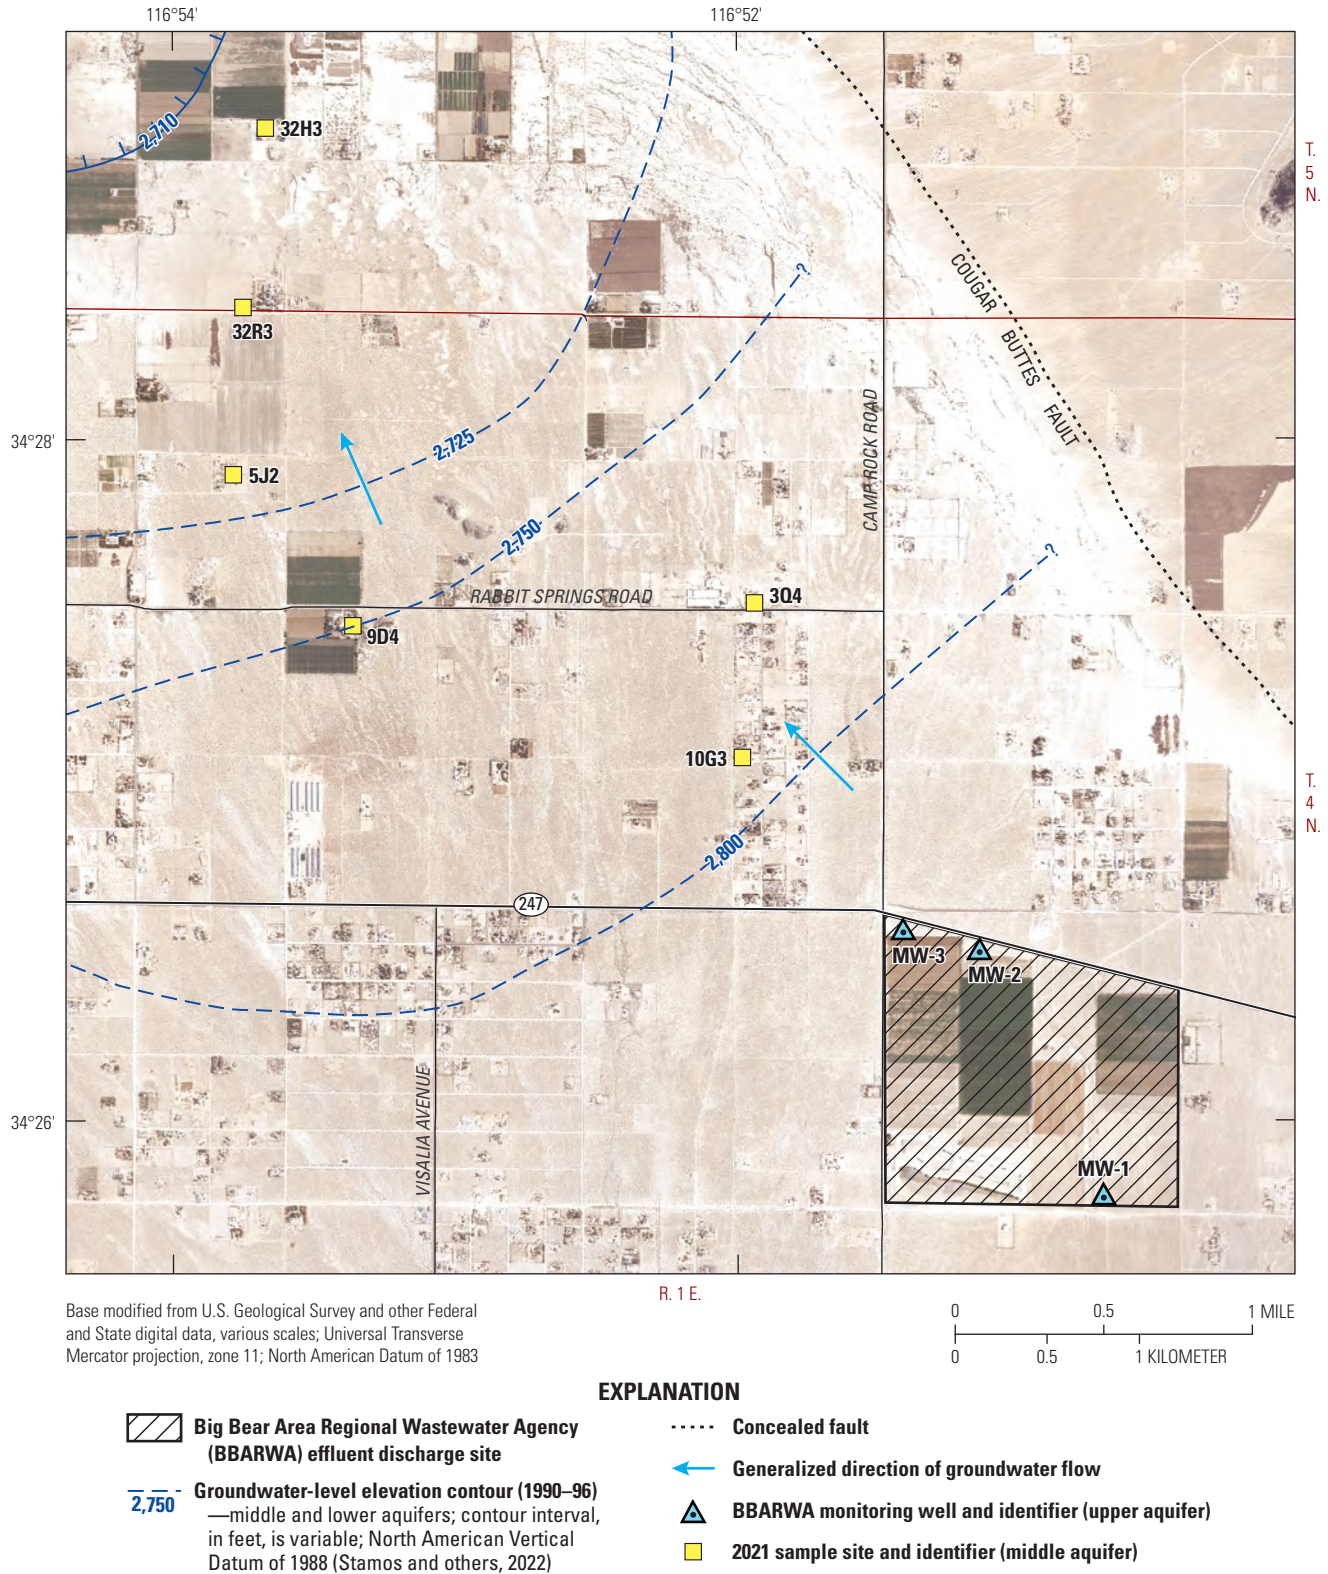 116°54'
116°52'
2,710
32H3
T.
5
N.
COUGAR BUTTES FAULT
?
32R3
CAMP ROCK ROAD
34°28'
2,725
5J2
2,750
?
RABBIT SPRINGS ROAD
3Q4
9D4
10G3
T.
4
N.
2,800
247
MW-3
MW-2
VISALIA AVENUE
34°26'
MW-1
R. 1 E.
Base modified from U.S. Geological Survey and other Federal
and State digital data, various scales; Universal Transverse
Mercator projection, zone 11; North American Datum of 1983
0 0.5 1 MILE
0 0.5 1 KILOMETER
EXPLANATION
Big Bear Area Regional Wastewater Agency
(BBARWA) effluent discharge site
2,750
Groundwater-level elevation contour (1990–96)
—middle and lower aquifers; contour interval,
in feet, is variable; North American Vertical
Datum of 1988 (Stamos and others, 2022)
Concealed fault
Generalized direction of groundwater flow
BBARWA monitoring well and identifier (upper aquifer)
2021 sample site and identifier (middle aquifer)